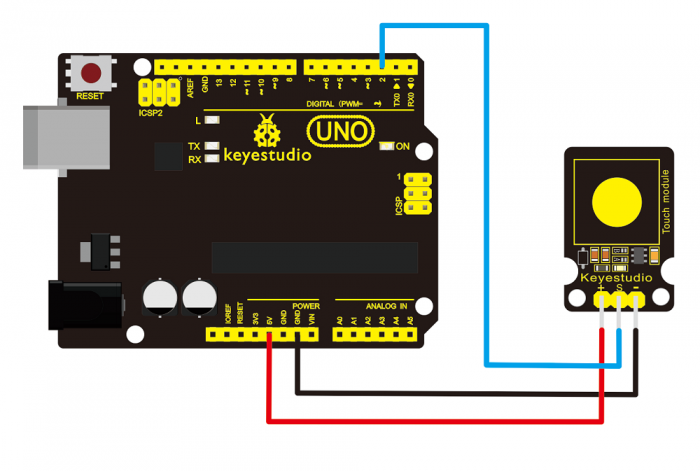 RESET
ICSP2
AREF
GND
13
12
~11
~10
~9
8
7
~6
~5
4
~3
2
TX0▶1
RX0◀0
DIGITAL (PWM= ~)
L
TX
RX
UNO
ON
keyestudio
1
ICSP
POWER
ANALOG IN
IOREF
RESET
3V3
5V
GND
GND
VIN
A0
A1
A2
A3
A4
A5
Touch module
Keyestudio
+
S
-